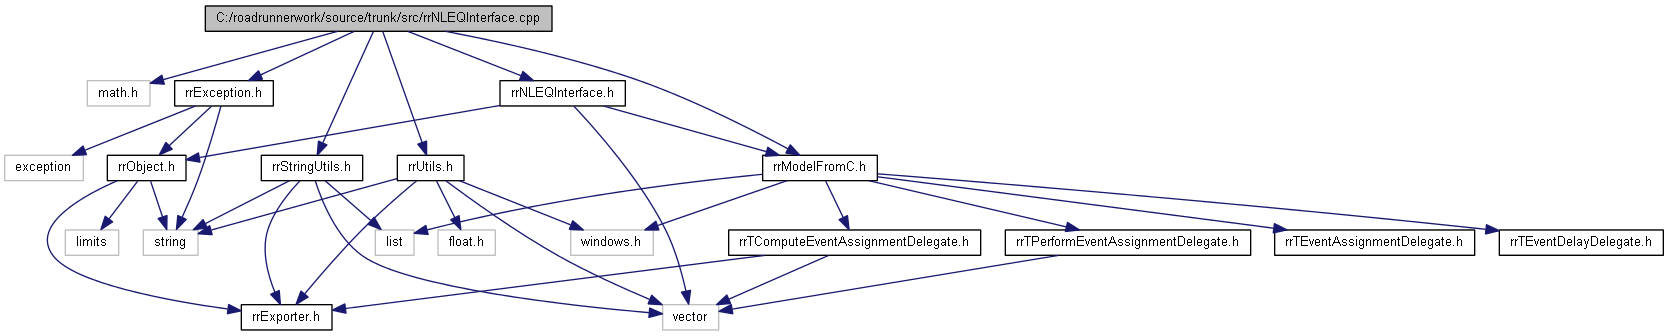 C:/roadrunnerwork/source/trunk/src/rrNLEQInterface.cpp
math.h
rrException.h
rrNLEQInterface.h
exception
rrObject.h
rrStringUtils.h
rrUtils.h
rrModelFromC.h
limits
string
list
float.h
windows.h
rrTComputeEventAssignmentDelegate.h
rrTPerformEventAssignmentDelegate.h
rrTEventAssignmentDelegate.h
rrTEventDelayDelegate.h
rrExporter.h
vector